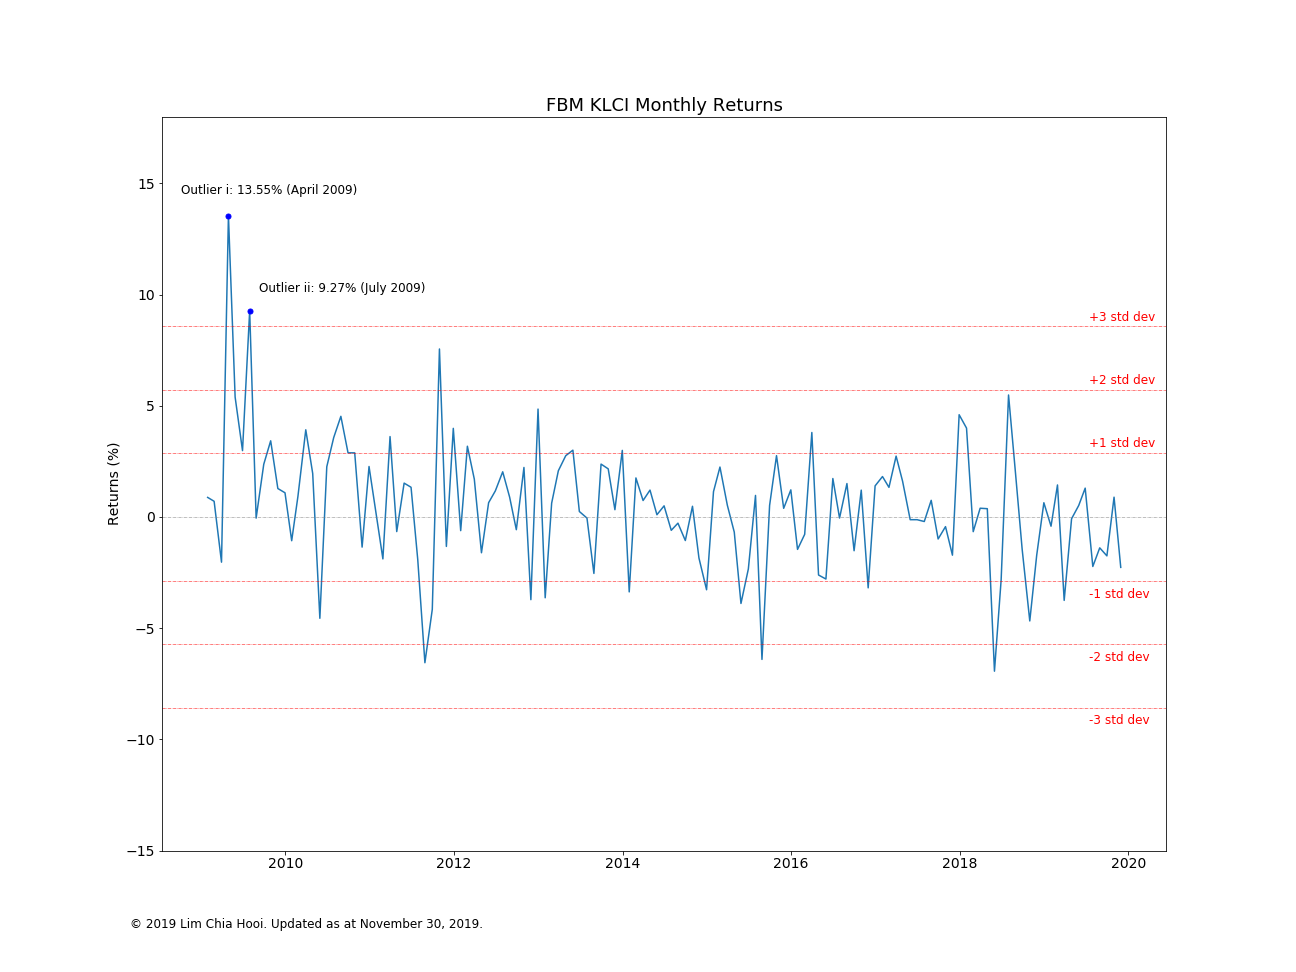 FBM KLCI Monthly Returns
15
Outlier i: 13.55% (April 2009)
10
Outlier ii: 9.27% (July 2009)
+3 std dev
+2 std dev
5
+1 std dev
Returns (%)
0
-1 std dev
−5
-2 std dev
-3 std dev
−10
−15
2010 2012 2014 2016 2018 2020
© 2019 Lim Chia Hooi. Updated as at November 30, 2019.